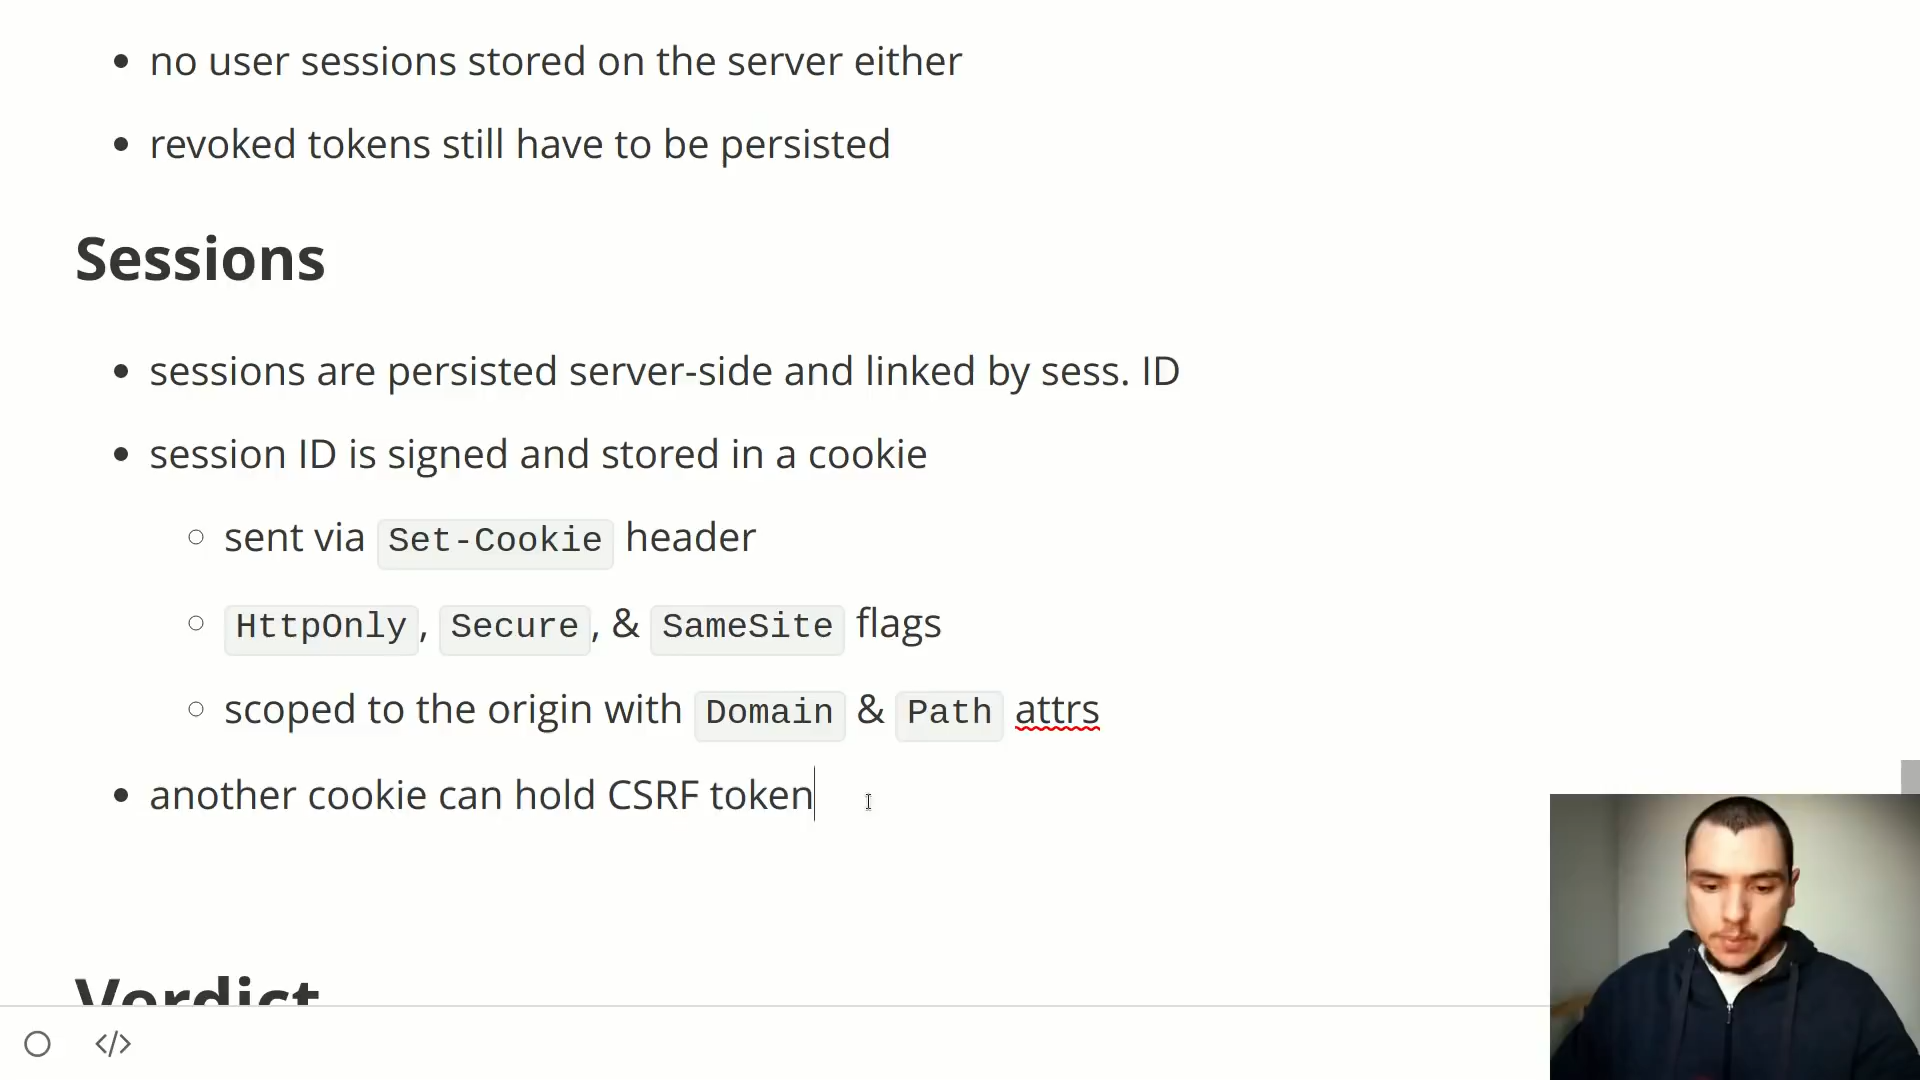 no user sessions stored on the server either
revoked tokens still have to be persisted
Sessions
sessions are persisted server-side and linked by sess. ID
session ID is signed and stored in a cookie
sent via Set-Cookie header
HttpOnly, Secure, & SameSite flags
scoped to the origin with Domain & Path attrs
another cookie can hold CSRF token
Verdict